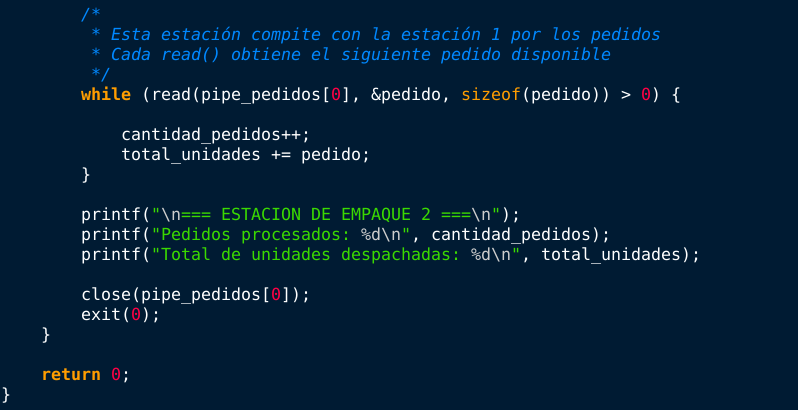 /*
 * Esta estación compite con la estación 1 por los pedidos
 * Cada read() obtiene el siguiente pedido disponible
 */
while (read(pipe_pedidos[0], &pedido, sizeof(pedido)) > 0) {
cantidad_pedidos++;
total_unidades += pedido;
}
printf("\n=== ESTACION DE EMPAQUE 2 ===\n");
printf("Pedidos procesados: %d\n", cantidad_pedidos);
printf("Total de unidades despachadas: %d\n", total_unidades);
close(pipe_pedidos[0]);
exit(0);
}
return 0;
}